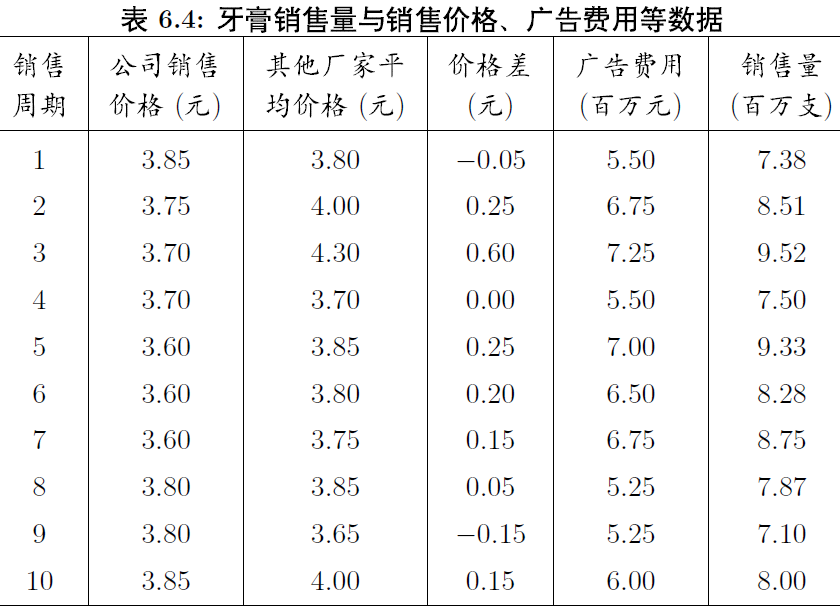 表 6.4: 牙膏销售量与销售价格、广告费用等数据
销售 公司销售 其他厂家平 价格差 广告费用 销售量
周期 价格 (元) 均价格 (元) (元) (百万元) (百万支)
1 3.85 3.80 −0.05 5.50 7.38
2 3.75 4.00 0.25 6.75 8.51
3 3.70 4.30 0.60 7.25 9.52
4 3.70 3.70 0.00 5.50 7.50
5 3.60 3.85 0.25 7.00 9.33
6 3.60 3.80 0.20 6.50 8.28
7 3.60 3.75 0.15 6.75 8.75
8 3.80 3.85 0.05 5.25 7.87
9 3.80 3.65 −0.15 5.25 7.10
10 3.85 4.00 0.15 6.00 8.00